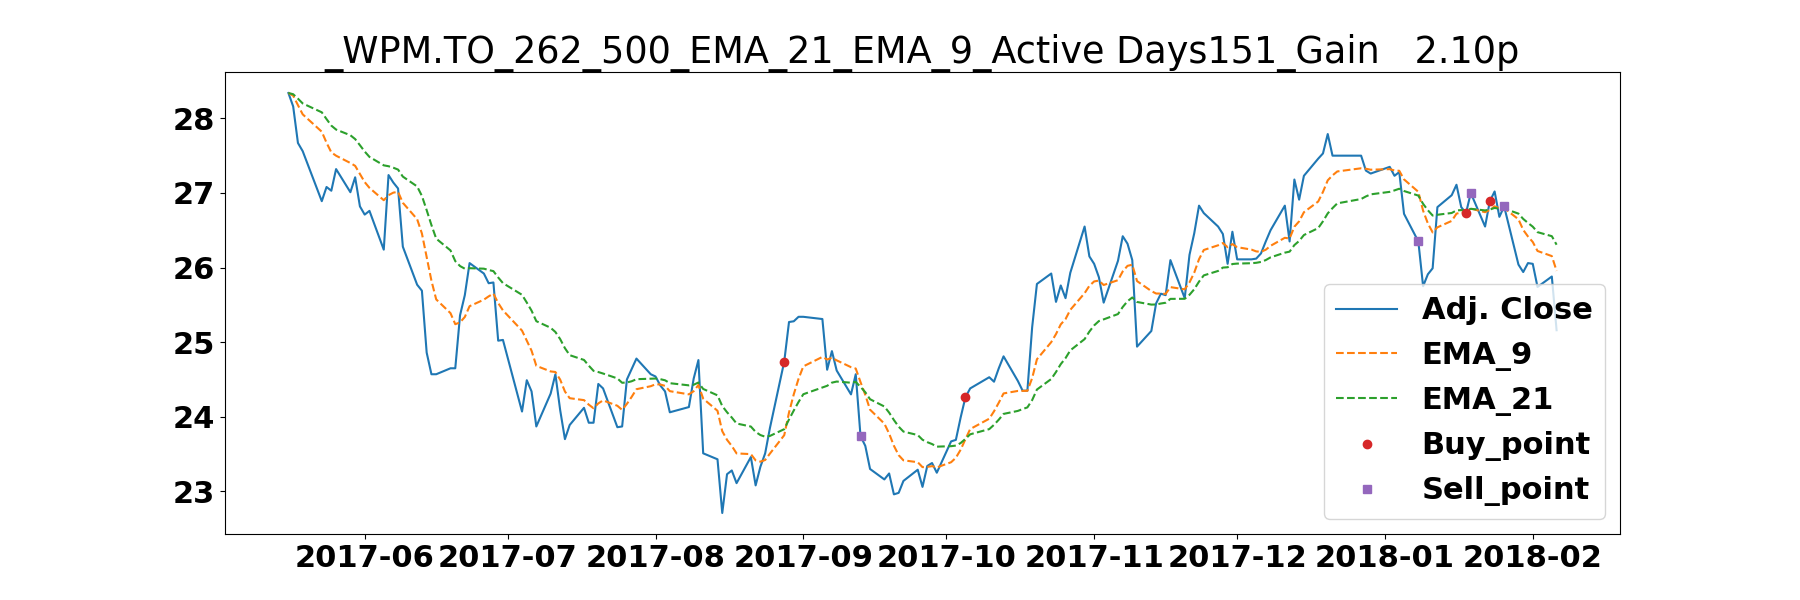 _WPM.TO_262_500_EMA_21_EMA_9_Active Days151_Gain   2.10p
28
27
26
25
24
23
Adj. Close
EMA_9
EMA_21
Buy_point
Sell_point
2017-06 2017-07 2017-08 2017-09 2017-10 2017-11 2017-12 2018-01 2018-02